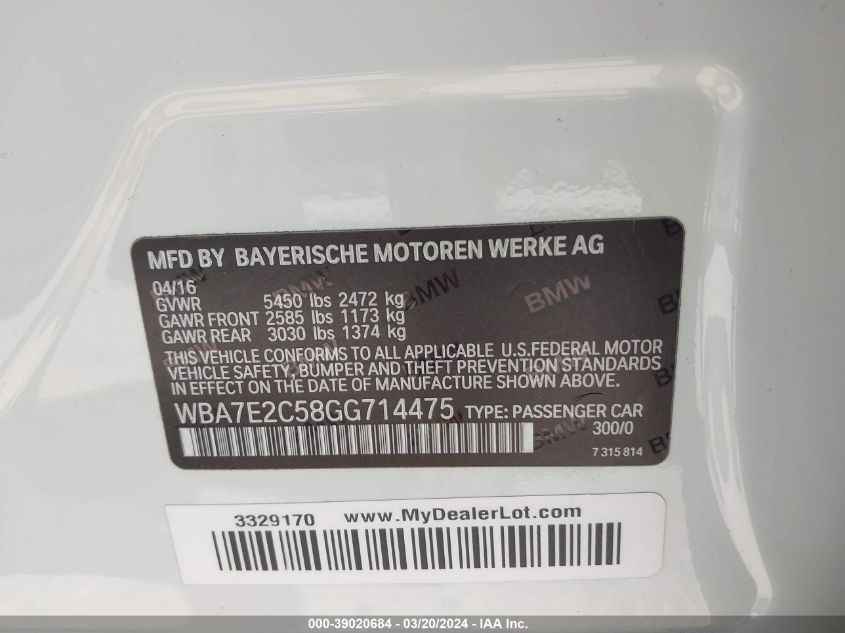 MFD BY BAYERISCHE MOTOREN WERKE AG
04/16
GVWR 5450 lbs 2472 kg
GAWR FRONT 2585 lbs 1173 kg
GAWR REAR 3030 lbs 1374 kg
THIS VEHICLE CONFORMS TO ALL APPLICABLE U.S.FEDERAL MOTOR
VEHICLE SAFETY, BUMPER AND THEFT PREVENTION STANDARDS
IN EFFECT ON THE DATE OF MANUFACTURE SHOWN ABOVE.
WBA7E2C58GG714475 TYPE: PASSENGER CAR
300/0
7 315 814
BMW
BMW
3329170 www.MyDealerLot.com
000-39020684 - 03/20/2024 - IAA Inc.